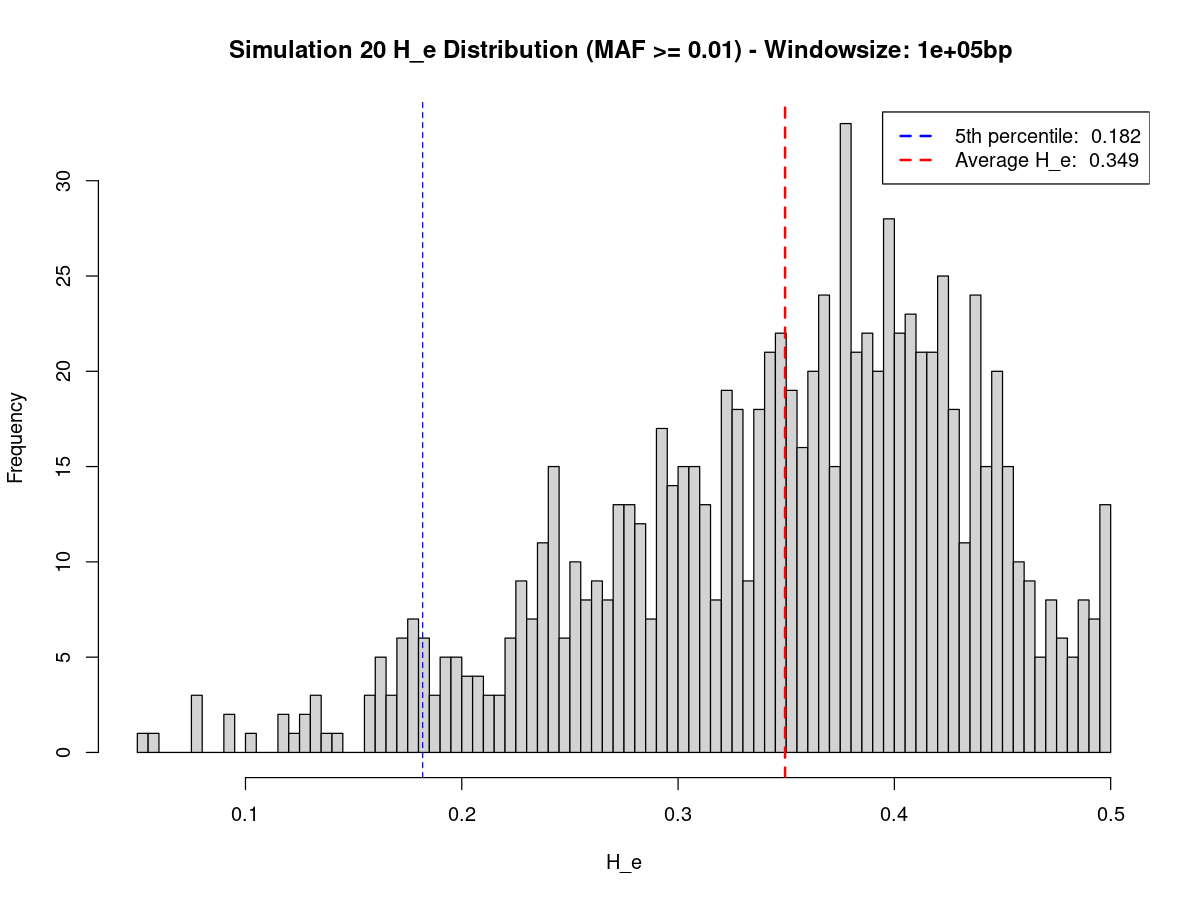 Simulation 20 H_e Distribution (MAF >= 0.01) - Windowsize: 1e+05bp
5th percentile: 0.182
Average H_e: 0.349
Frequency
30
25
20
15
10
5
0
0.1 0.2 0.3 0.4 0.5
H_e